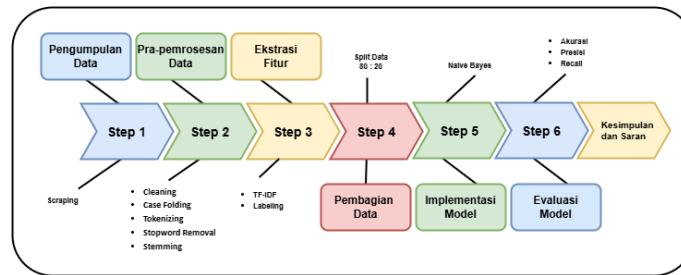 Pengumpulan
Data
Pra-pemrosesan
Data
Ekstrasi
Fitur
Split Data
80 : 20
Naive Bayes
• Akurasi
• Presisi
• Recall
Step 1
Step 2
Step 3
Step 4
Step 5
Step 6
Kesimpulan
dan Saran
Scraping
• Cleaning
• Case Folding
• Tokenizing
• Stopword Removal
• Stemming
• TF-IDF
• Labeling
Pembagian
Data
Implementasi
Model
Evaluasi
Model